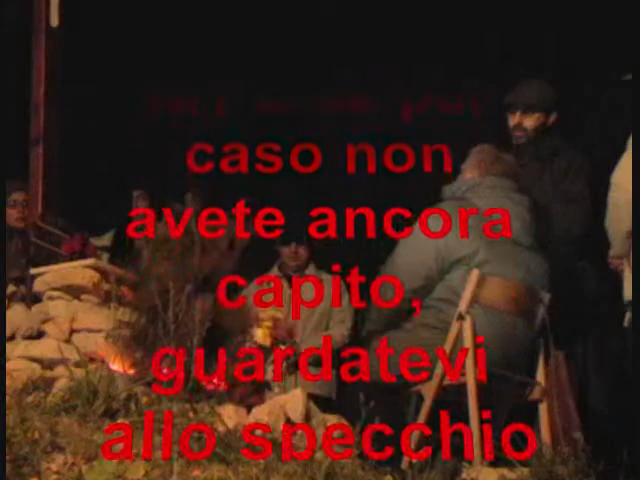 caso non
avete ancora
capito,
guardatevi
allo specchio